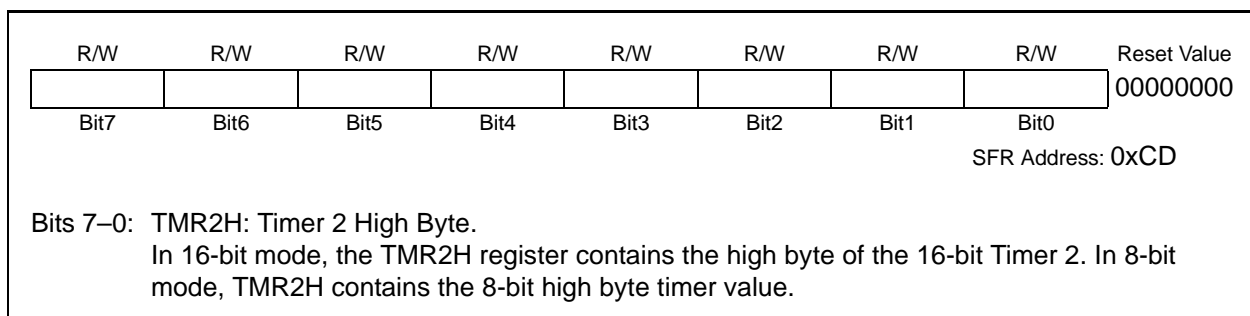 R/W R/W R/W R/W R/W R/W R/W R/W Reset Value
00000000
Bit7 Bit6 Bit5 Bit4 Bit3 Bit2 Bit1 Bit0
SFR Address: 0xCD
Bits 7–0: TMR2H: Timer 2 High Byte.
In 16-bit mode, the TMR2H register contains the high byte of the 16-bit Timer 2. In 8-bit
mode, TMR2H contains the 8-bit high byte timer value.